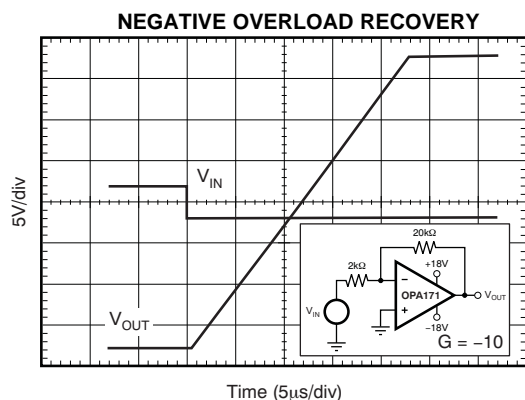 NEGATIVE OVERLOAD RECOVERY
5V/div
V_IN
V_OUT
20kΩ
2kΩ
+18V
−
OPA171
+
V_OUT
V_IN
−18V
G = −10
Time (5μs/div)